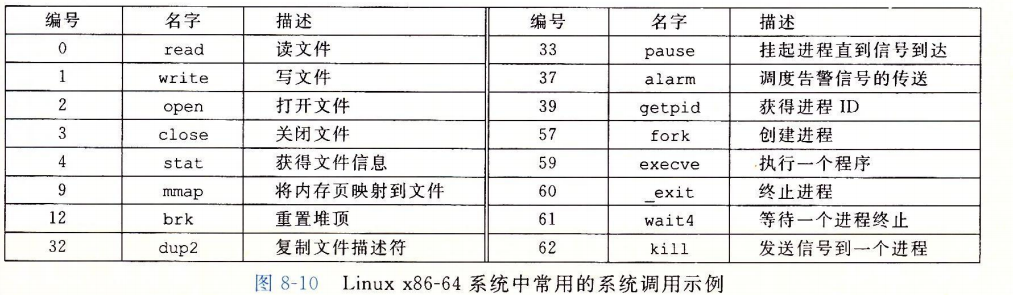 编号 名字 描述 编号 名字 描述
0 read 读文件 33 pause 挂起进程直到信号到达
1 write 写文件 37 alarm 调度告警信号的传送
2 open 打开文件 39 getpid 获得进程 ID
3 close 关闭文件 57 fork 创建进程
4 stat 获得文件信息 59 execve 执行一个程序
9 mmap 将内存页映射到文件 60 _exit 终止进程
12 brk 重置堆顶 61 wait4 等待一个进程终止
32 dup2 复制文件描述符 62 kill 发送信号到一个进程
图 8-10 Linux x86-64 系统中常用的系统调用示例